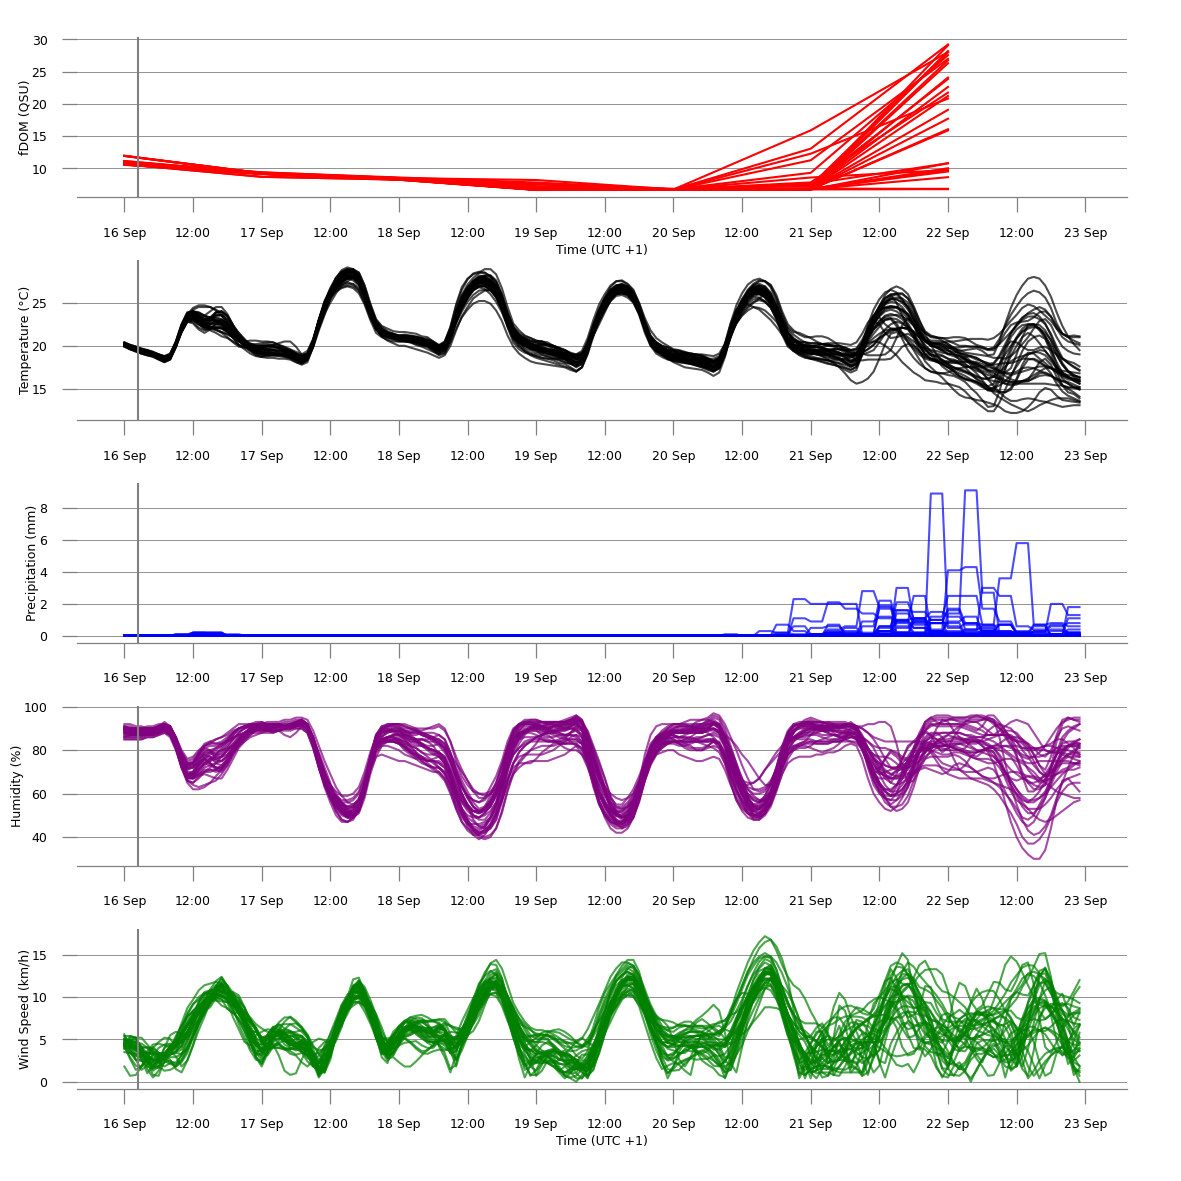 30
25
20
15
10
fDOM (QSU)
16 Sep 12:00 17 Sep 12:00 18 Sep 12:00 19 Sep 12:00 20 Sep 12:00 21 Sep 12:00 22 Sep 12:00 23 Sep
Time (UTC +1)
25
20
15
Temperature (°C)
16 Sep 12:00 17 Sep 12:00 18 Sep 12:00 19 Sep 12:00 20 Sep 12:00 21 Sep 12:00 22 Sep 12:00 23 Sep
8
6
4
2
0
Precipitation (mm)
16 Sep 12:00 17 Sep 12:00 18 Sep 12:00 19 Sep 12:00 20 Sep 12:00 21 Sep 12:00 22 Sep 12:00 23 Sep
100
80
60
40
Humidity (%)
16 Sep 12:00 17 Sep 12:00 18 Sep 12:00 19 Sep 12:00 20 Sep 12:00 21 Sep 12:00 22 Sep 12:00 23 Sep
15
10
5
0
Wind Speed (km/h)
16 Sep 12:00 17 Sep 12:00 18 Sep 12:00 19 Sep 12:00 20 Sep 12:00 21 Sep 12:00 22 Sep 12:00 23 Sep
Time (UTC +1)